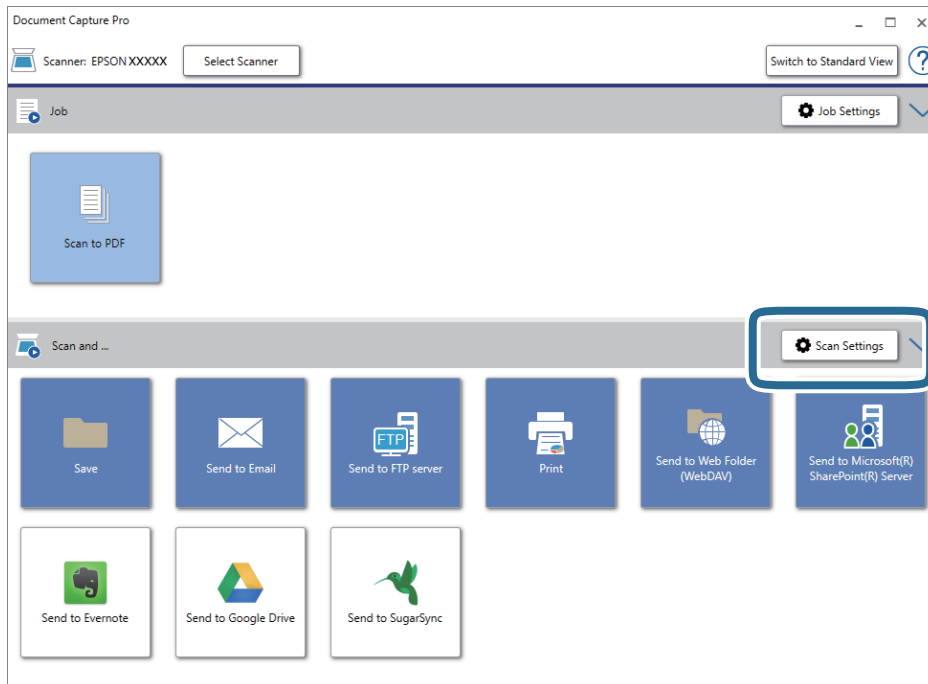 Document Capture Pro
Scanner: EPSON XXXXX
Select Scanner
Switch to Standard View
?
Job
Job Settings
Scan to PDF
Scan and ...
Scan Settings
Save
Send to Email
FTP
Send to FTP server
Print
Send to Web Folder
(WebDAV)
Send to Microsoft(R)
SharePoint(R) Server
Send to Evernote
Send to Google Drive
Send to SugarSync